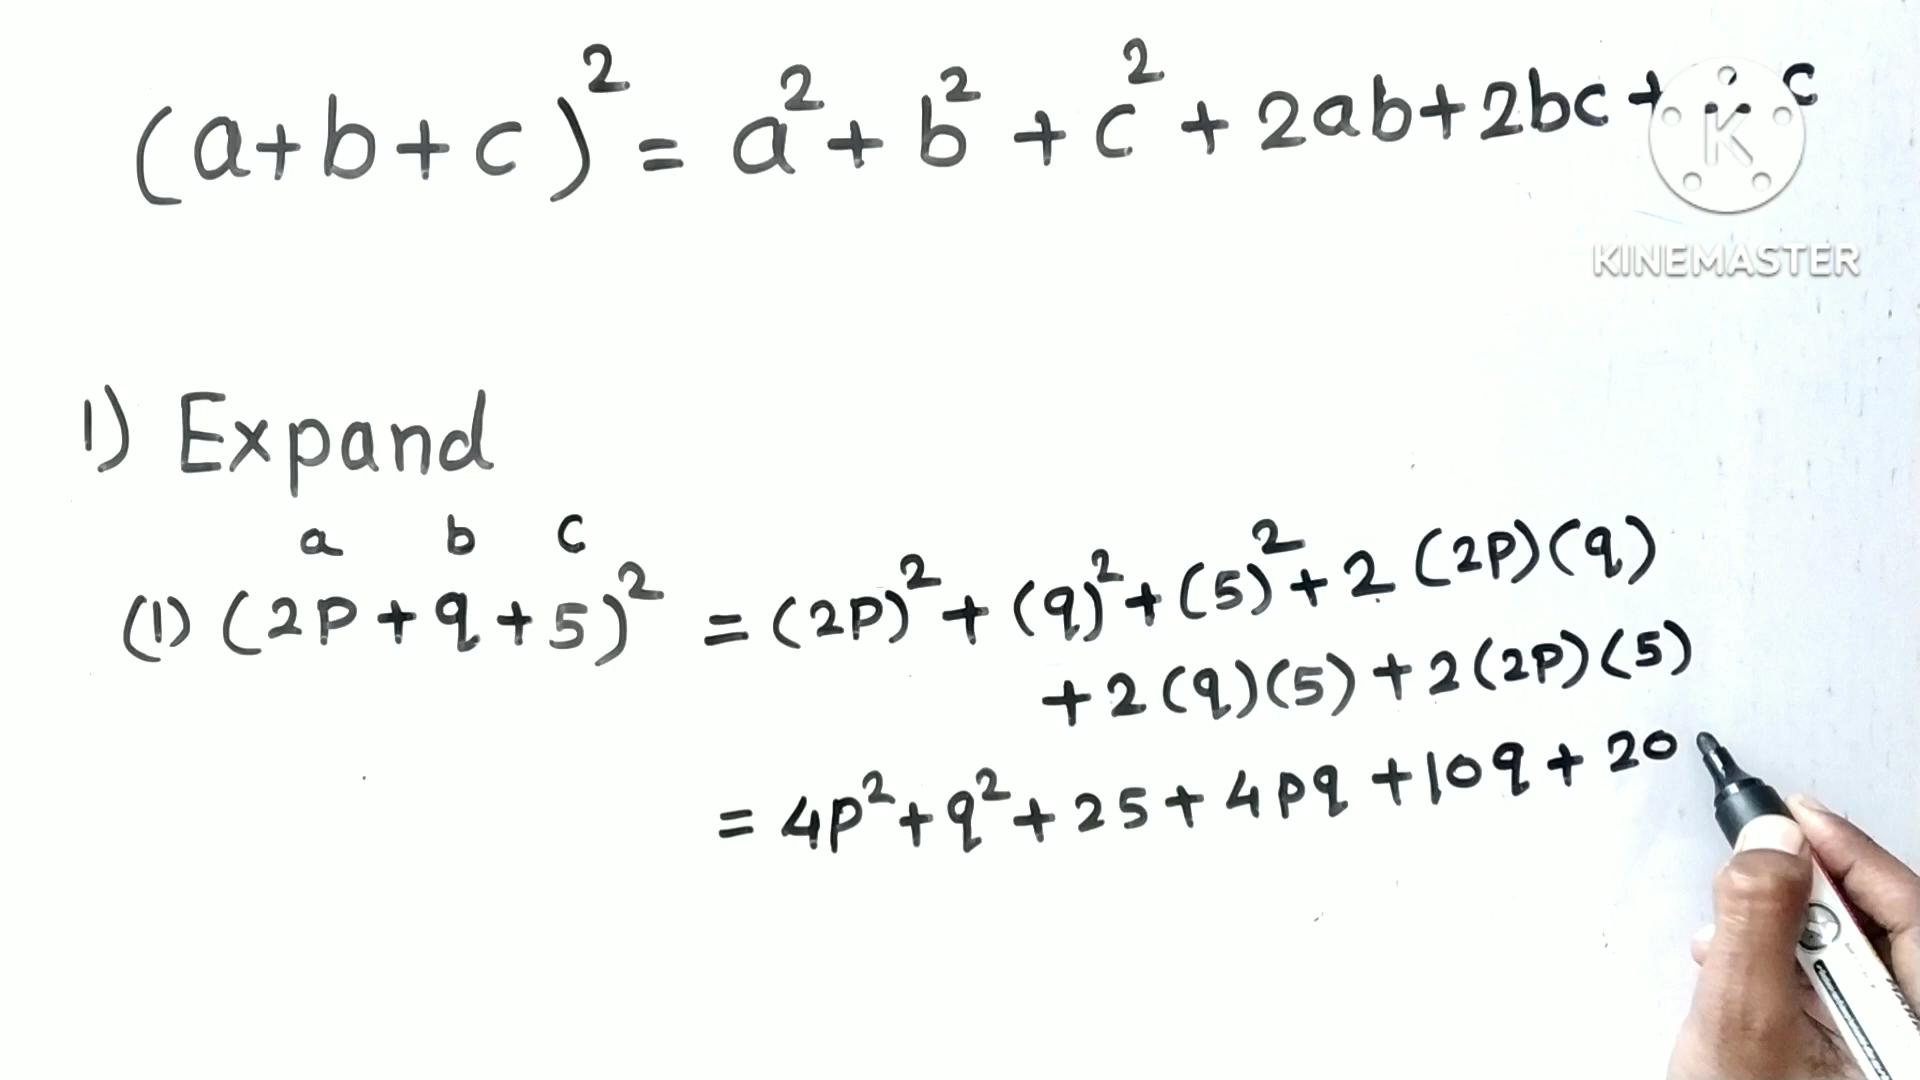 (a+b+c)² = a² + b² + c² + 2ab+2bc+ c
K
KINEMASTER
1) Expand
a b c
(1) (2p + q + 5)² = (2p)² + (q)² + (5)² + 2 (2p)(q)
+ 2 (q)(5) + 2 (2p)(5)
= 4p² + q² + 25 + 4pq + 10q + 20